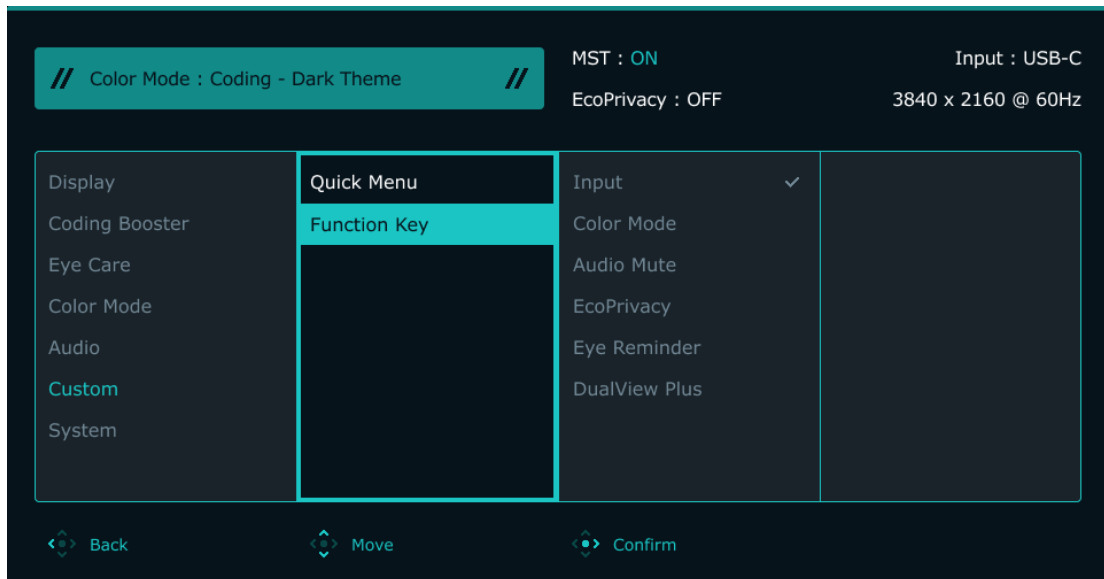 // Color Mode : Coding - Dark Theme //
MST : ON
EcoPrivacy : OFF
Input : USB-C
3840 x 2160 @ 60Hz
Display
Coding Booster
Eye Care
Color Mode
Audio
Custom
System
Quick Menu
Function Key
Input
Color Mode
Audio Mute
EcoPrivacy
Eye Reminder
DualView Plus
Back
Move
Confirm